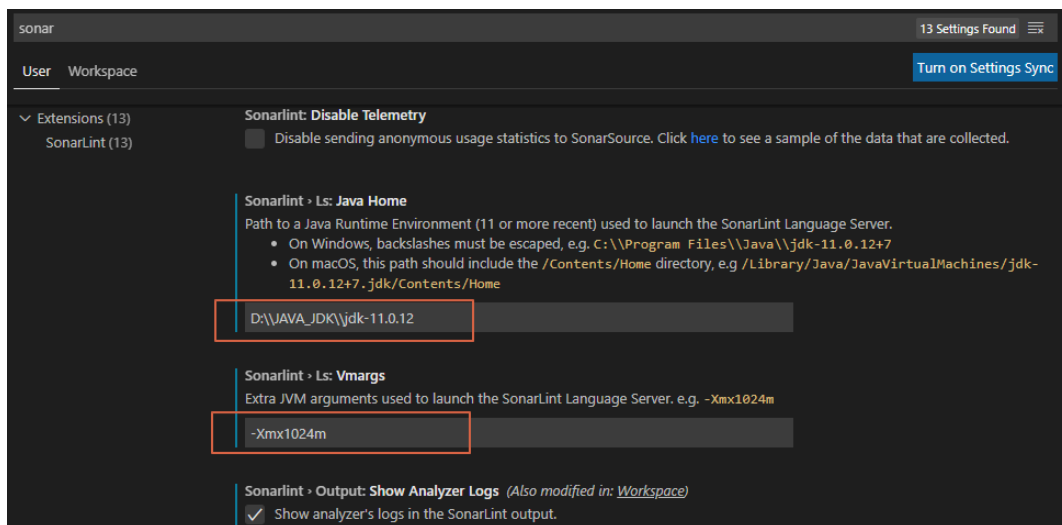 sonar
13 Settings Found
User Workspace
Turn on Settings Sync
Extensions (13)
SonarLint (13)
Sonarlint: Disable Telemetry
Disable sending anonymous usage statistics to SonarSource. Click here to see a sample of the data that are collected.
Sonarlint › Ls: Java Home
Path to a Java Runtime Environment (11 or more recent) used to launch the SonarLint Language Server.
• On Windows, backslashes must be escaped, e.g. C:\\Program Files\\Java\\jdk-11.0.12+7
• On macOS, this path should include the /Contents/Home directory, e.g /Library/Java/JavaVirtualMachines/jdk-
11.0.12+7.jdk/Contents/Home
D:\\JAVA_JDK\\jdk-11.0.12
Sonarlint › Ls: Vmargs
Extra JVM arguments used to launch the SonarLint Language Server. e.g. -Xmx1024m
-Xmx1024m
Sonarlint › Output: Show Analyzer Logs (Also modified in: Workspace)
Show analyzer's logs in the SonarLint output.